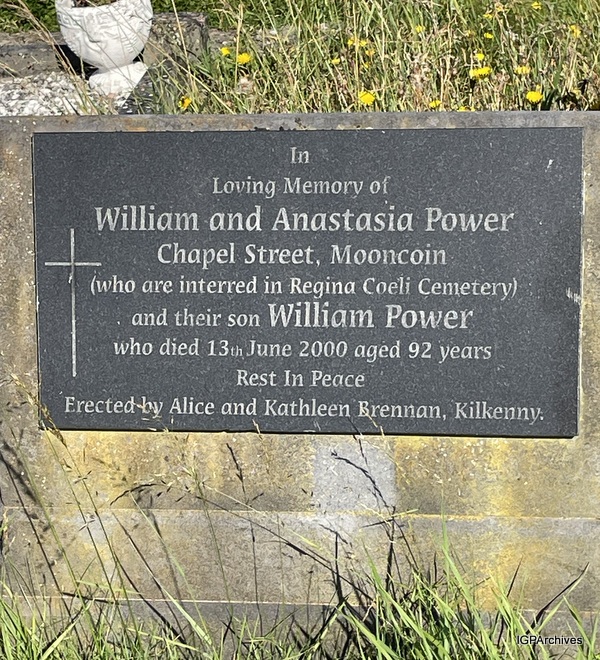 In
Loving Memory of
William and Anastasia Power
Chapel Street, Mooncoin
(who are interred in Regina Coeli Cemetery)
and their son William Power
who died 13th June 2000 aged 92 years
Rest In Peace
Erected by Alice and Kathleen Brennan, Kilkenny.
IGPArchives